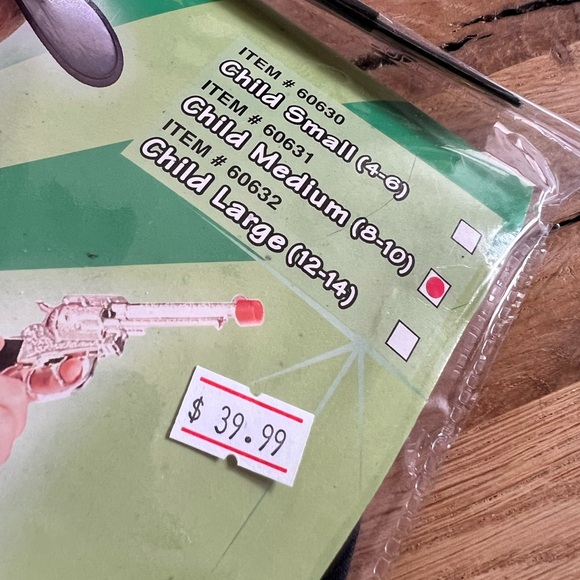 ITEM # 60630
Child Small (4-6)
ITEM # 60631
Child Medium (8-10)
ITEM # 60632
Child Large (12-14)
$ 39.99